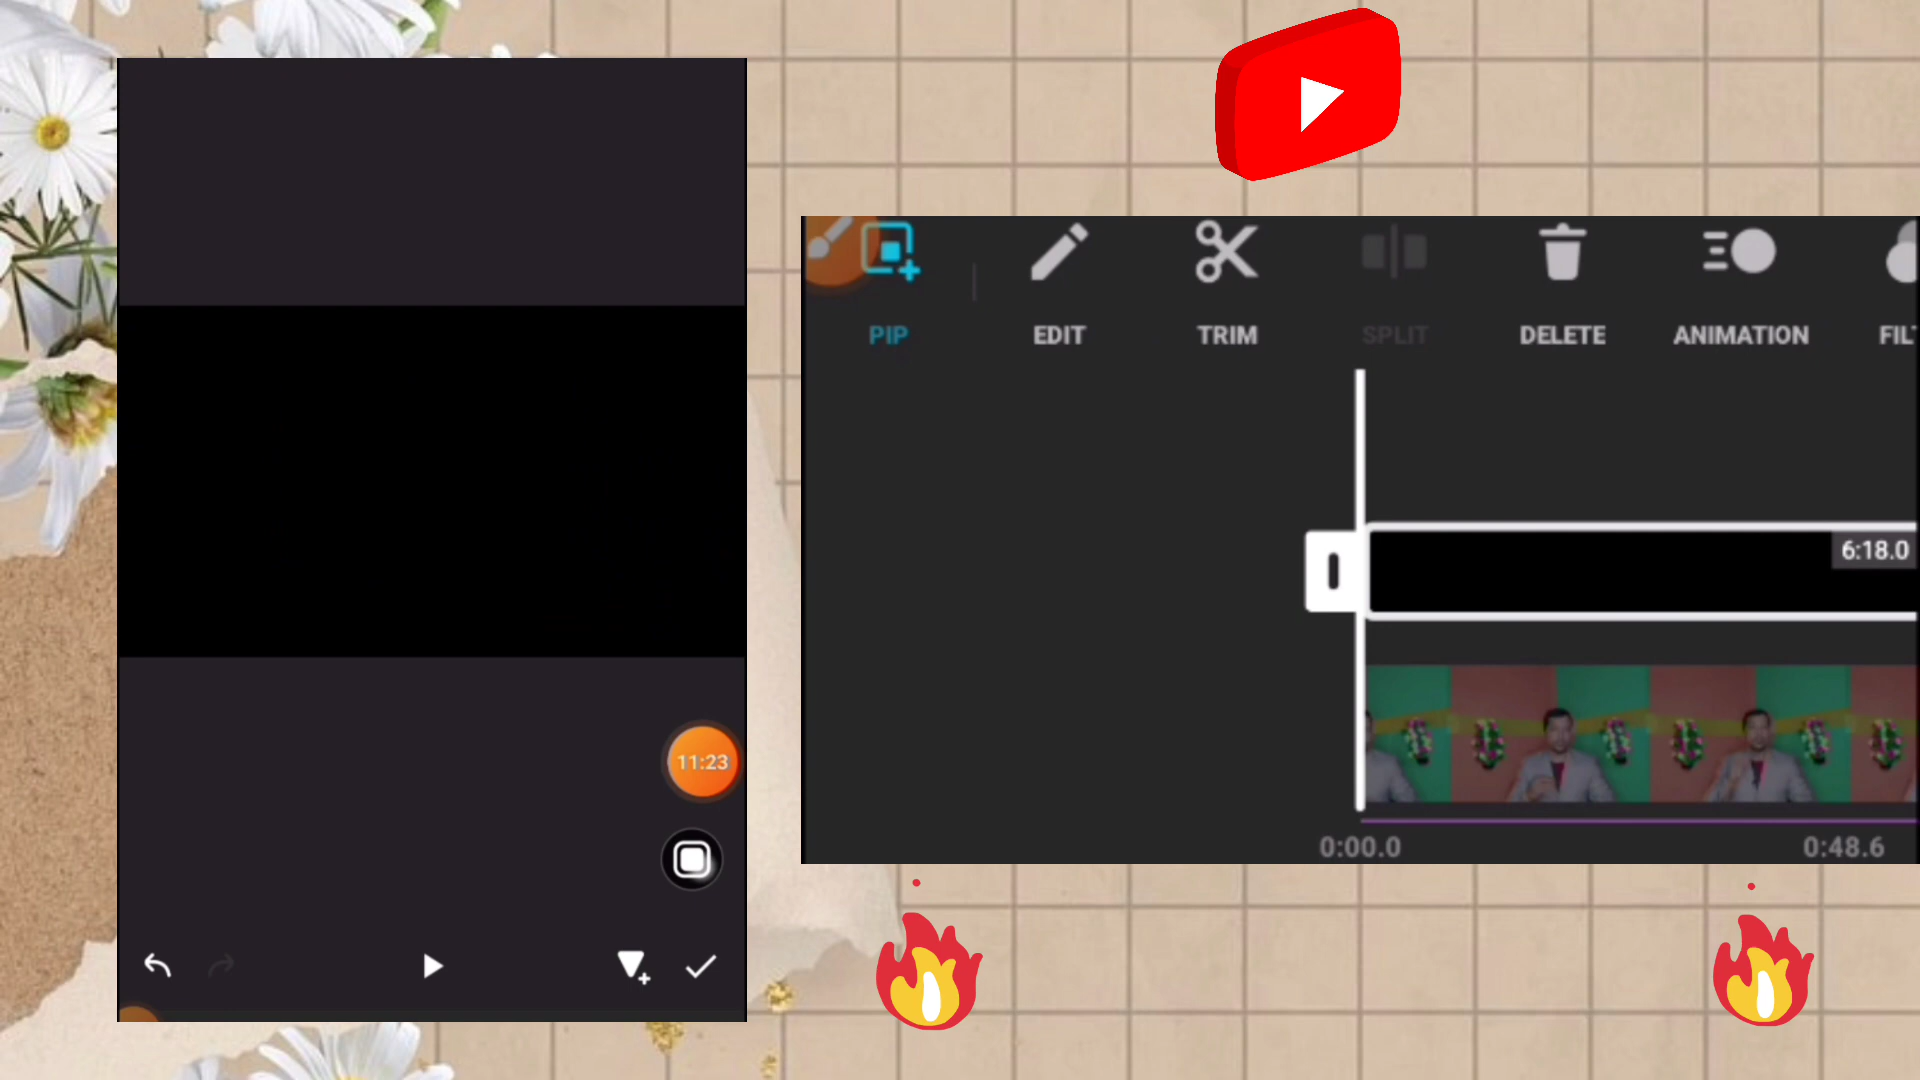 11:23
PIP
EDIT
TRIM
SPLIT
DELETE
ANIMATION
FIL
6:18.0
0:00.0
0:48.6